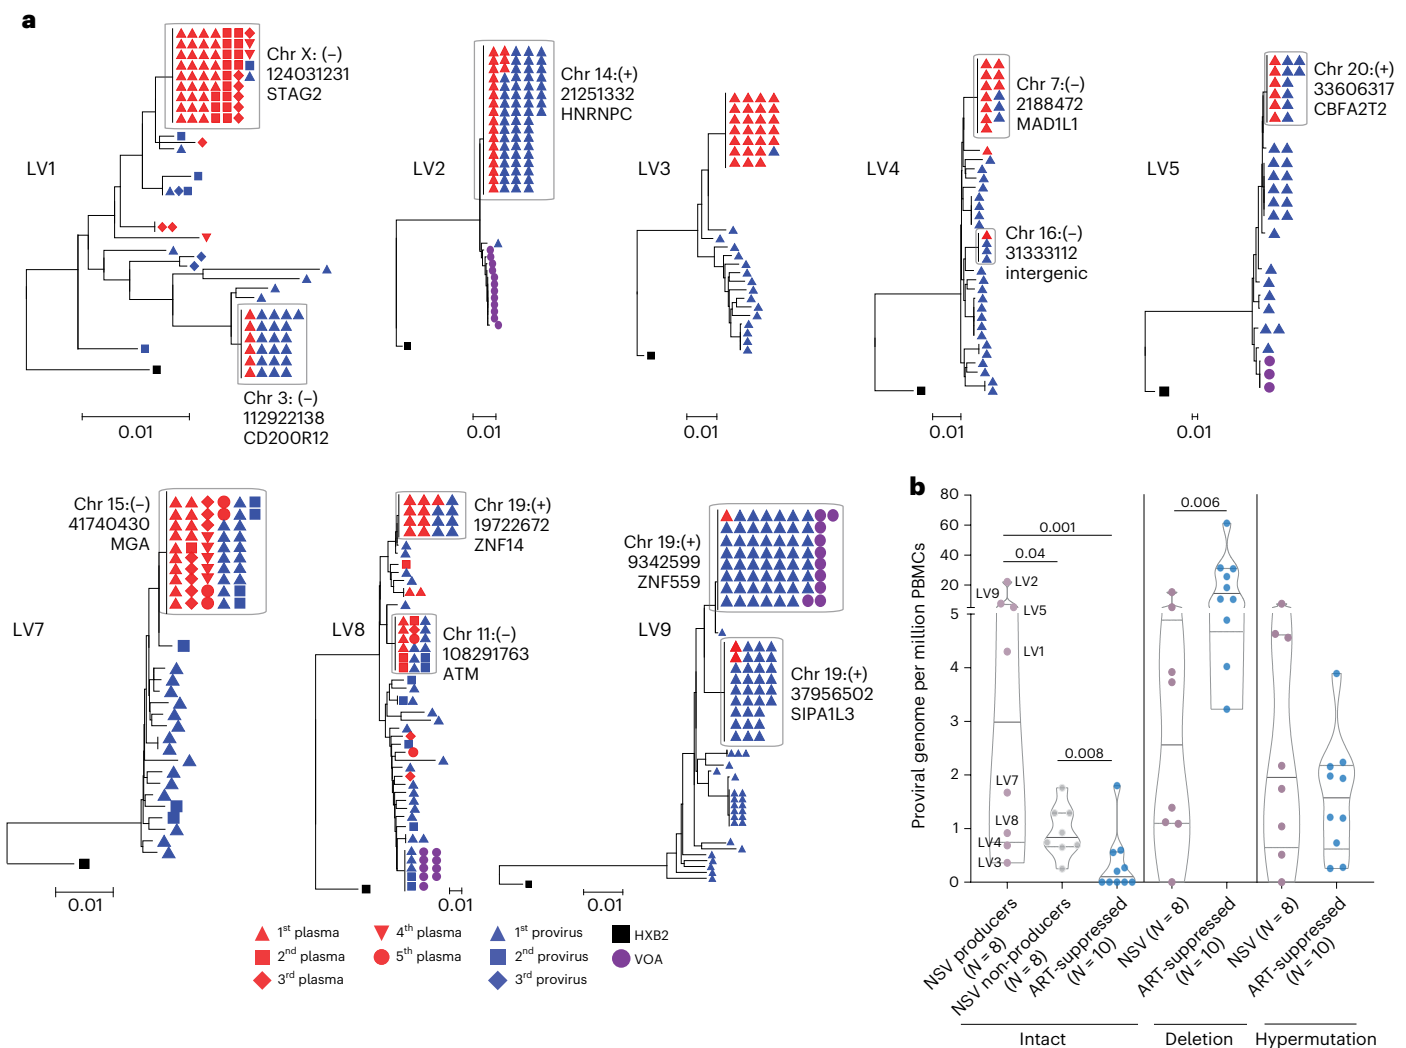 a
LV1
Chr X: (–)
124031231
STAG2
Chr 3: (–)
112922138
CD200R12
0.01
LV2
Chr 14:(+)
21251332
HNRNPC
0.01
LV3
0.01
LV4
Chr 7:(–)
2188472
MAD1L1
Chr 16:(–)
31333112
intergenic
0.01
LV5
Chr 20:(+)
33606317
CBFA2T2
0.01
LV7
Chr 15:(–)
41740430
MGA
0.01
LV8
Chr 19:(+)
19722672
ZNF14
Chr 11:(–)
108291763
ATM
0.01
LV9
Chr 19:(+)
9342599
ZNF559
Chr 19:(+)
37956502
SIPA1L3
0.01
1st plasma
2nd plasma
3rd plasma
4th plasma
5th plasma
1st provirus
2nd provirus
3rd provirus
HXB2
VOA
b
Proviral genome per million PBMCs
80
60
40
20
5
4
3
2
1
0
0.001
0.04
0.008
0.006
LV2
LV9
LV5
LV1
LV7
LV8
LV4
LV3
NSV producers
(N = 8)
NSV non-producers
(N = 8)
ART-suppressed
(N = 10)
NSV (N = 8)
ART-suppressed
(N = 10)
NSV (N = 8)
ART-suppressed
(N = 10)
Intact
Deletion
Hypermutation